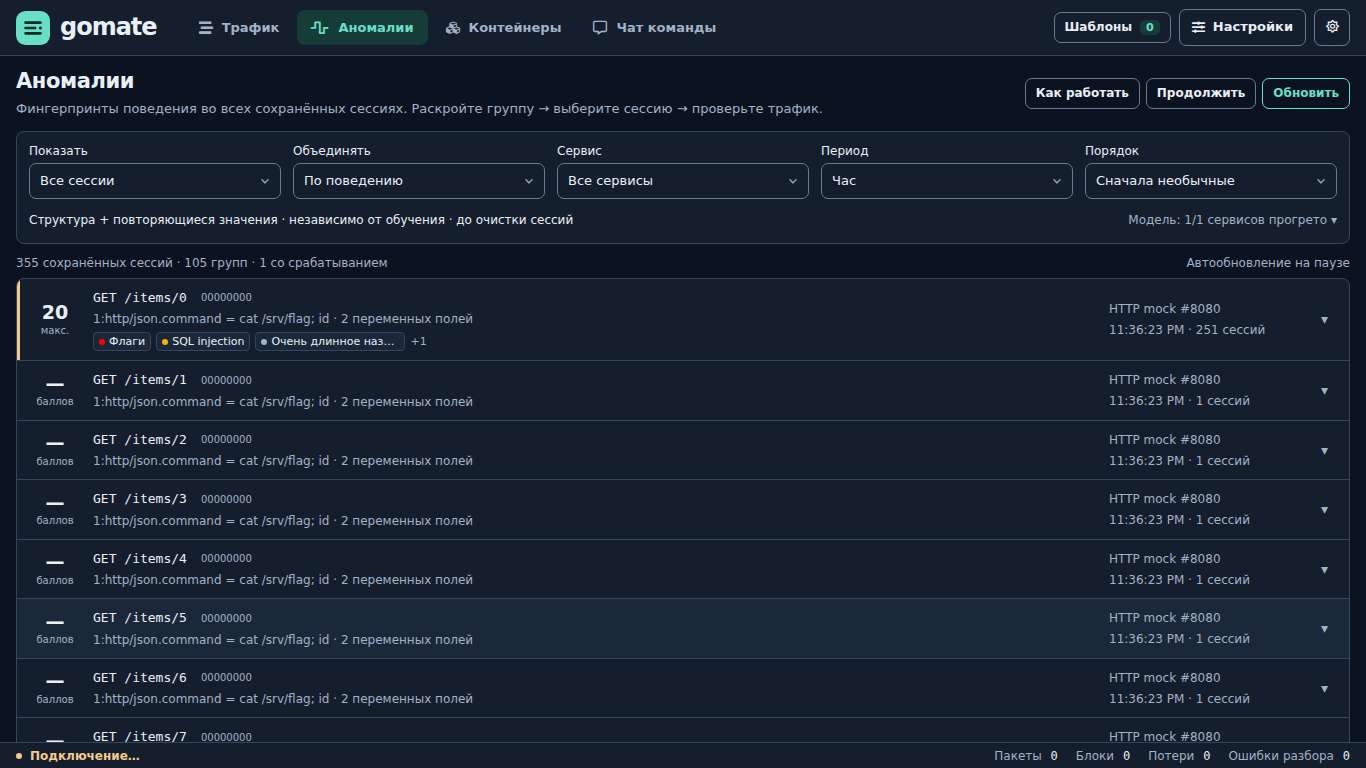 gomate Трафик Аномалии Контейнеры Чат команды Шаблоны 0 Настройки
Аномалии
Фингерпринты поведения во всех сохранённых сессиях. Раскройте группу → выберите сессию → проверьте трафик.
Как работать Продолжить Обновить
Показать Объединять Сервис Период Порядок
Все сессии По поведению Все сервисы Час Сначала необычные
Структура + повторяющиеся значения · независимо от обучения · до очистки сессий Модель: 1/1 сервисов прогрето ▾
355 сохранённых сессий · 105 групп · 1 со срабатыванием Автообновление на паузе
20 макс.
GET /items/0 00000000
1:http/json.command = cat /srv/flag; id · 2 переменных полей
Флаги SQL injection Очень длинное наз… +1
HTTP mock #8080
11:36:23 PM · 251 сессий
— баллов
GET /items/1 00000000
1:http/json.command = cat /srv/flag; id · 2 переменных полей
HTTP mock #8080
11:36:23 PM · 1 сессий
— баллов
GET /items/2 00000000
1:http/json.command = cat /srv/flag; id · 2 переменных полей
HTTP mock #8080
11:36:23 PM · 1 сессий
— баллов
GET /items/3 00000000
1:http/json.command = cat /srv/flag; id · 2 переменных полей
HTTP mock #8080
11:36:23 PM · 1 сессий
— баллов
GET /items/4 00000000
1:http/json.command = cat /srv/flag; id · 2 переменных полей
HTTP mock #8080
11:36:23 PM · 1 сессий
— баллов
GET /items/5 00000000
1:http/json.command = cat /srv/flag; id · 2 переменных полей
HTTP mock #8080
11:36:23 PM · 1 сессий
— баллов
GET /items/6 00000000
1:http/json.command = cat /srv/flag; id · 2 переменных полей
HTTP mock #8080
11:36:23 PM · 1 сессий
—
GET /items/7 00000000
HTTP mock #8080
Подключение… Пакеты 0 Блоки 0 Потери 0 Ошибки разбора 0